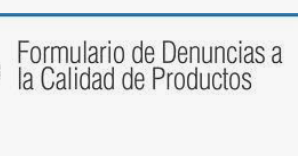 Formulario de Denuncias a
la Calidad de Productos